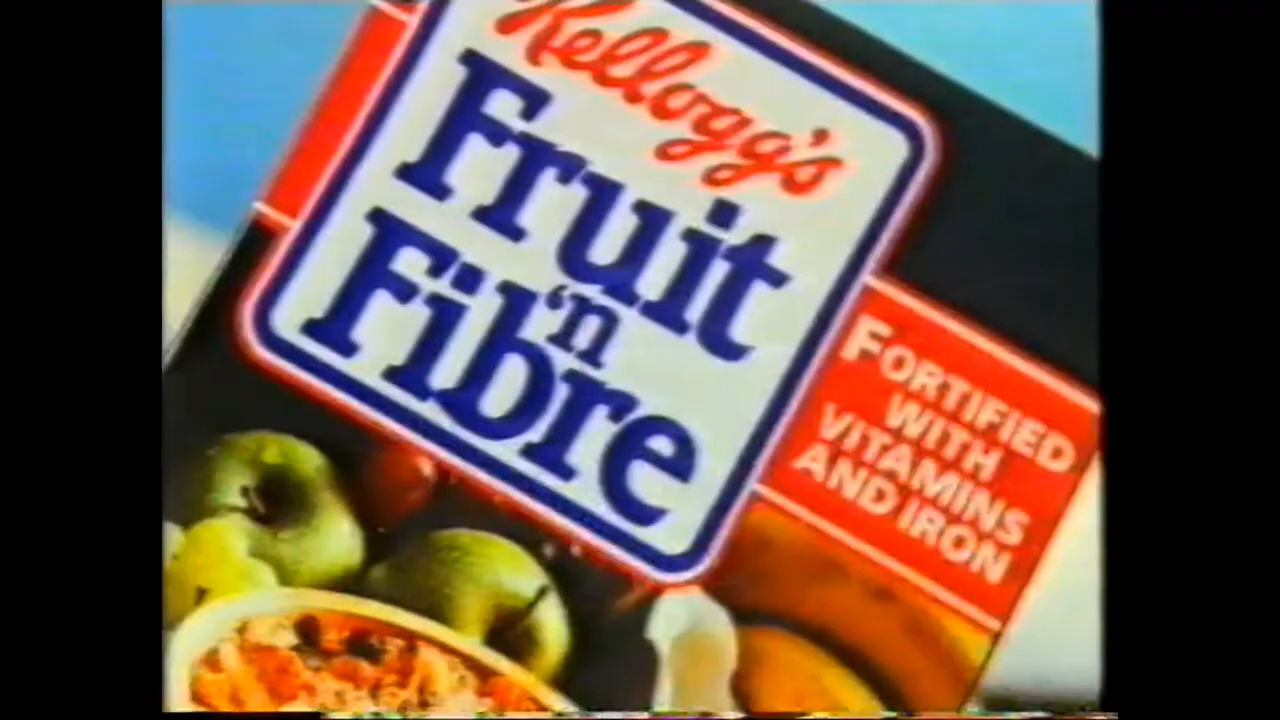 Kellogg's
Fruit
'n
Fibre
FORTIFIED
WITH
VITAMINS
AND IRON